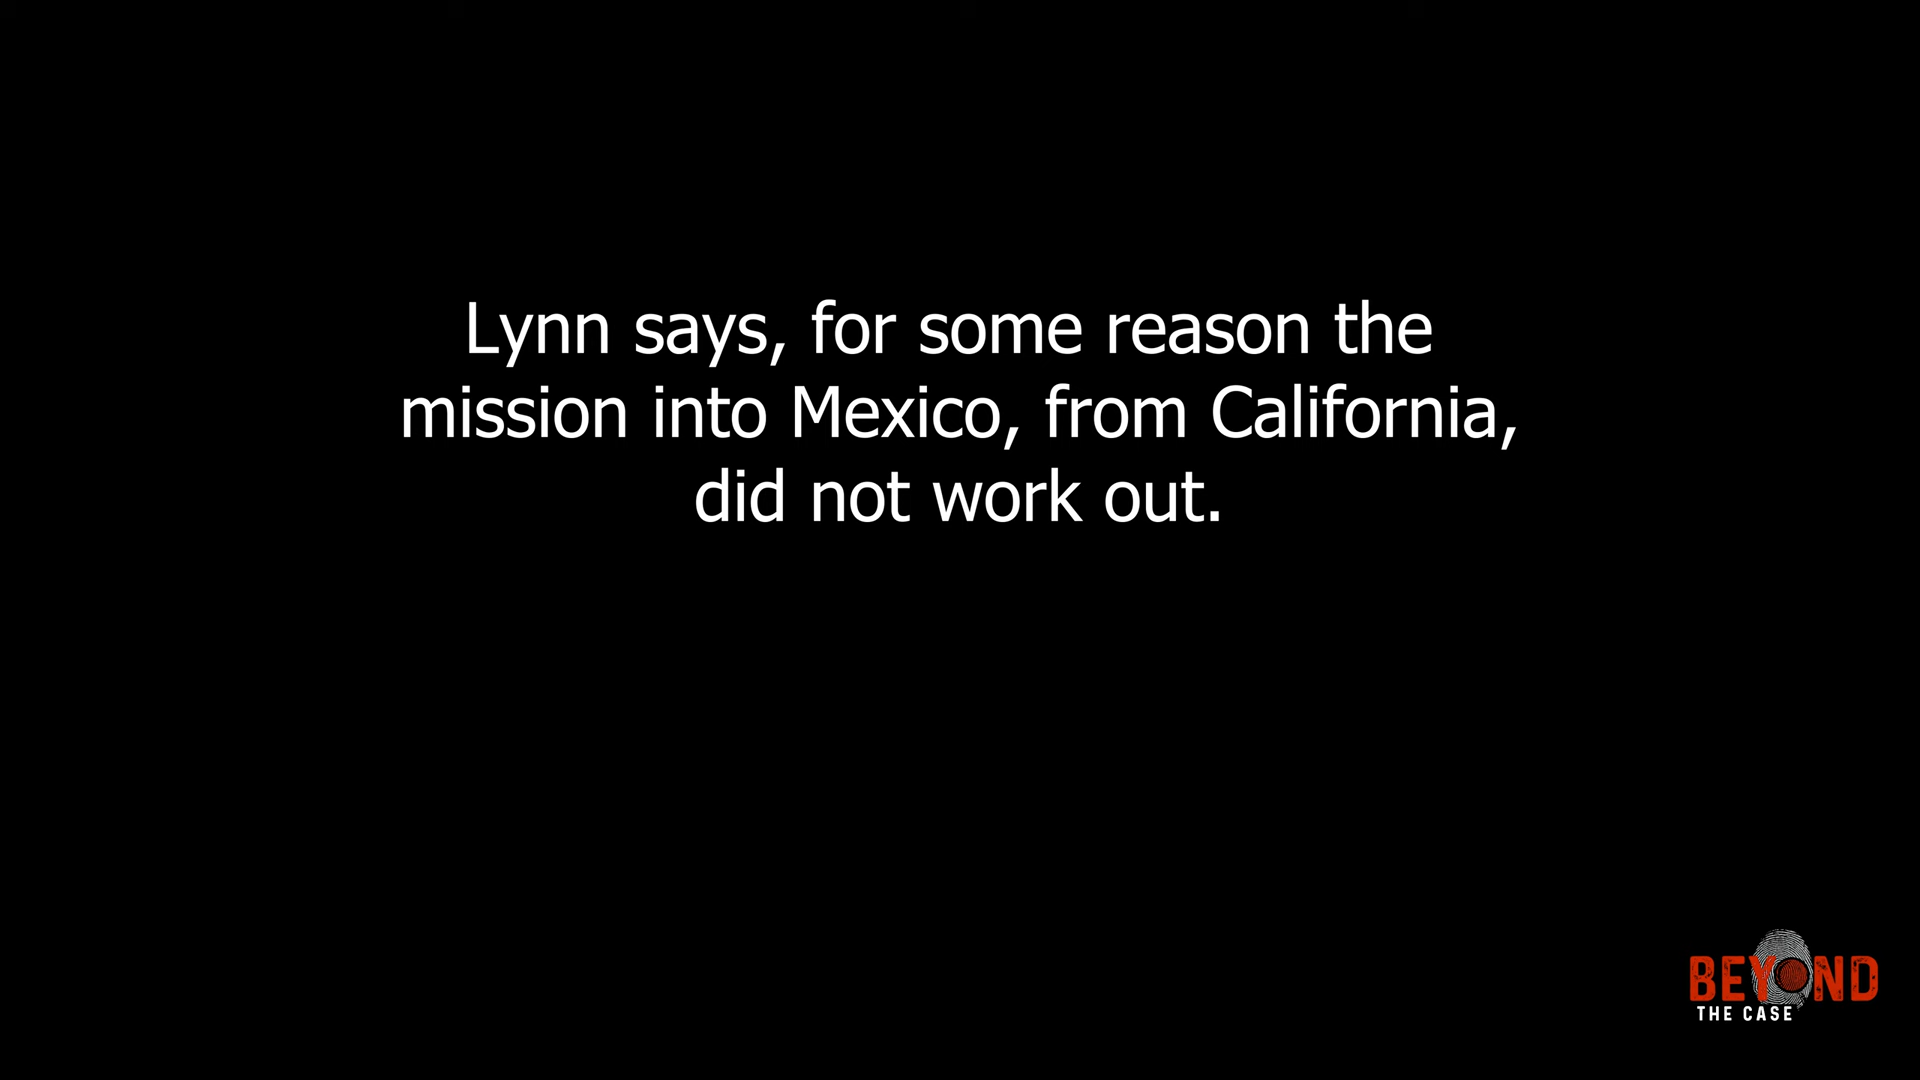 Lynn says, for some reason the
mission into Mexico, from California,
did not work out.
BEYOND
THE CASE